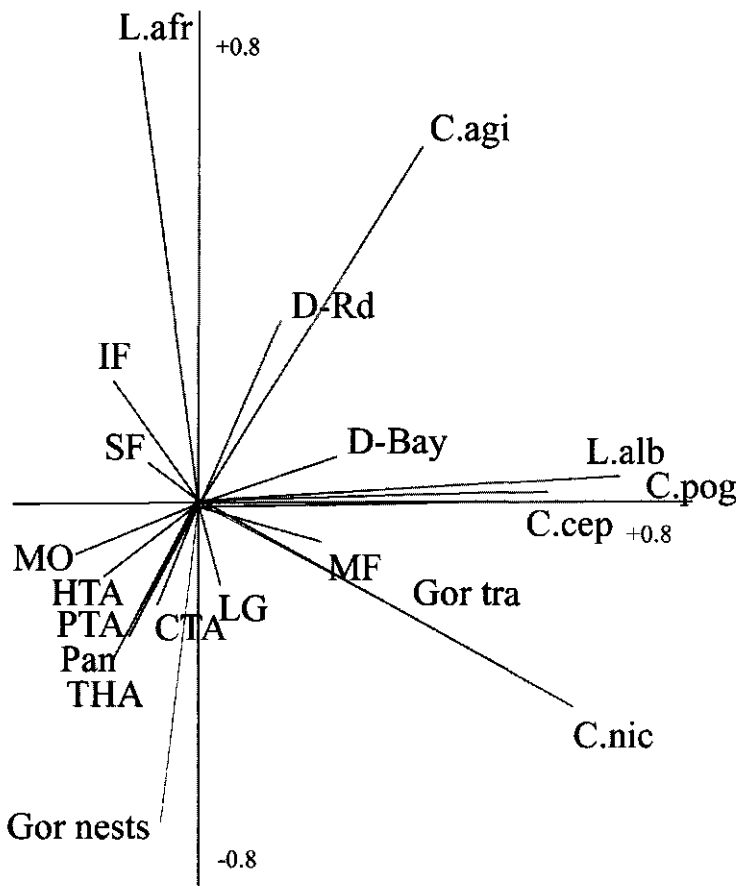 L.afr
+0.8
C.agi
D-Rd
IF
SF
D-Bay
L.alb
C.pog
C.cep
+0.8
MO
MF
HTA
Gor tra
LG
PTA
CTA
Pan
THA
C.nic
Gor nests
-0.8